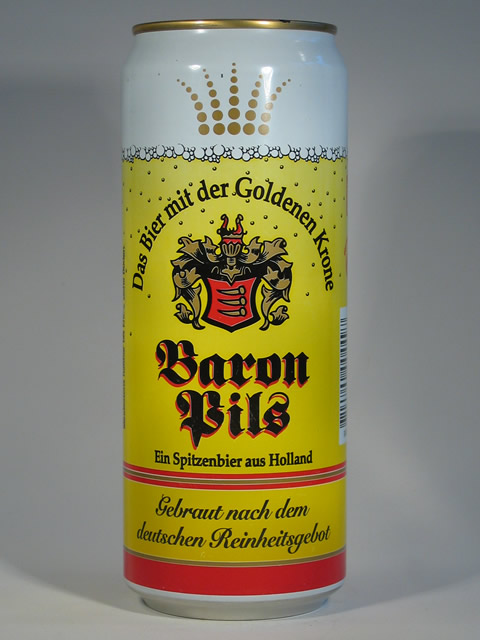 Das Bier mit der Goldenen Krone
Baron
Pils
Ein Spitzenbier aus Holland
Gebraut nach dem
deutschen Reinheitsgebot